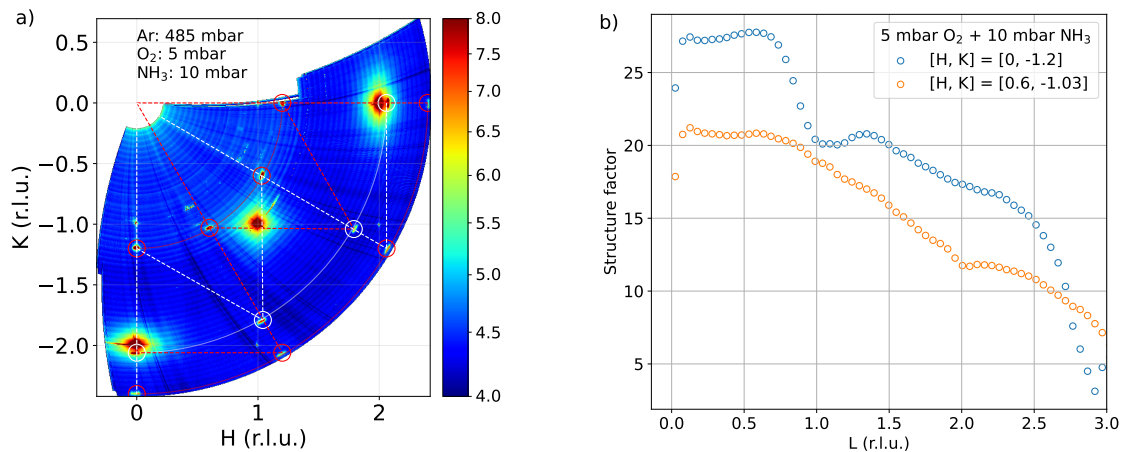 a)
Ar: 485 mbar
O₂: 5 mbar
NH₃: 10 mbar
0.5
0.0
−0.5
−1.0
−1.5
−2.0
K (r.l.u.)
0
1
2
H (r.l.u.)
8.0
7.5
7.0
6.5
6.0
5.5
5.0
4.5
4.0
b)
5 mbar O₂ + 10 mbar NH₃
[H, K] = [0, -1.2]
[H, K] = [0.6, -1.03]
25
20
15
10
5
Structure factor
0.0
0.5
1.0
1.5
2.0
2.5
3.0
L (r.l.u.)